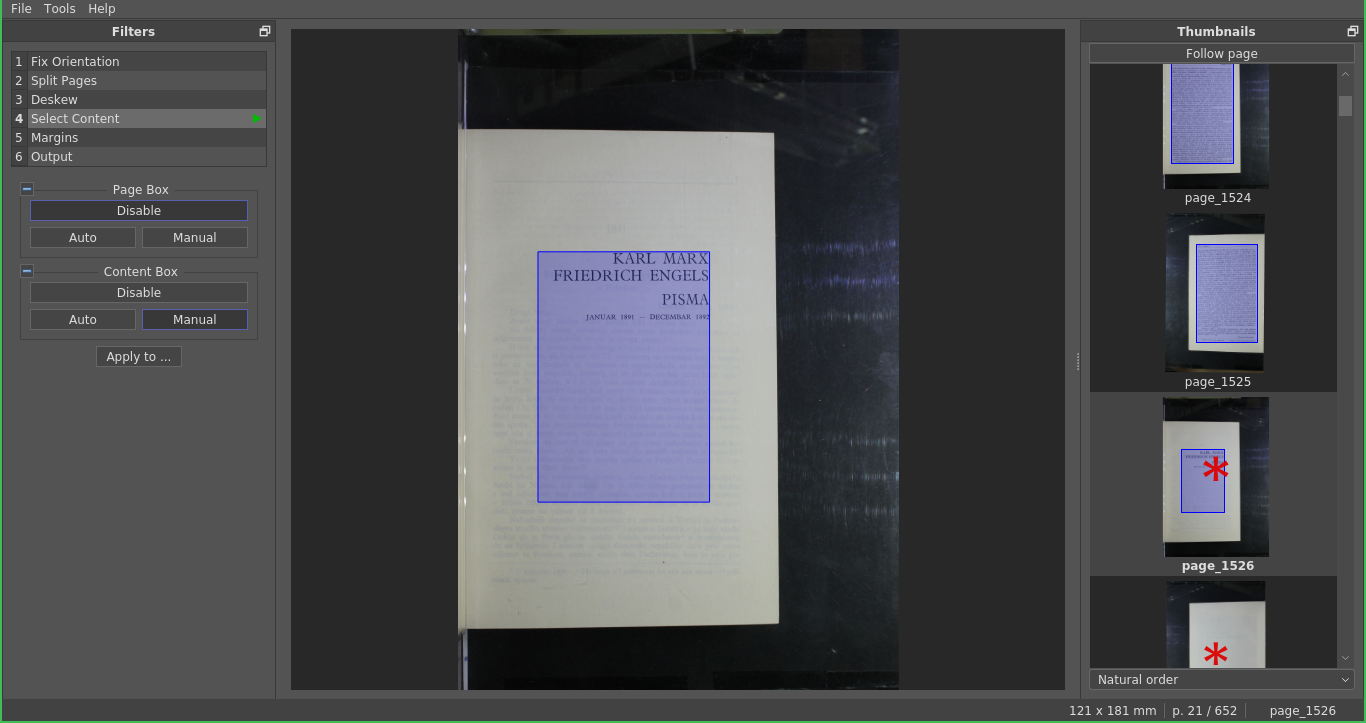 File Tools Help
Filters
1 Fix Orientation
2 Split Pages
3 Deskew
4 Select Content
5 Margins
6 Output
Page Box
Disable
Auto Manual
Content Box
Disable
Auto Manual
Apply to ...
KARL MARX
FRIEDRICH ENGELS
PISMA
JANUAR 1891 — DECEMBAR 1892
Thumbnails
Follow page
page_1524
page_1525
page_1526
Natural order
121 x 181 mm p. 21 / 652 page_1526